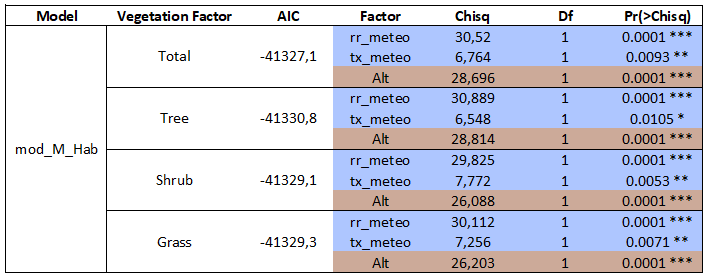 Model Vegetation Factor AIC Factor Chisq Df Pr(>Chisq)
mod_M_Hab Total -41327,1 rr_meteo 30,52 1 0.0001 ***
tx_meteo 6,764 1 0.0093 **
Alt 28,696 1 0.0001 ***
Tree -41330,8 rr_meteo 30,889 1 0.0001 ***
tx_meteo 6,548 1 0.0105 *
Alt 28,814 1 0.0001 ***
Shrub -41329,1 rr_meteo 29,825 1 0.0001 ***
tx_meteo 7,772 1 0.0053 **
Alt 26,088 1 0.0001 ***
Grass -41329,3 rr_meteo 30,112 1 0.0001 ***
tx_meteo 7,256 1 0.0071 **
Alt 26,203 1 0.0001 ***